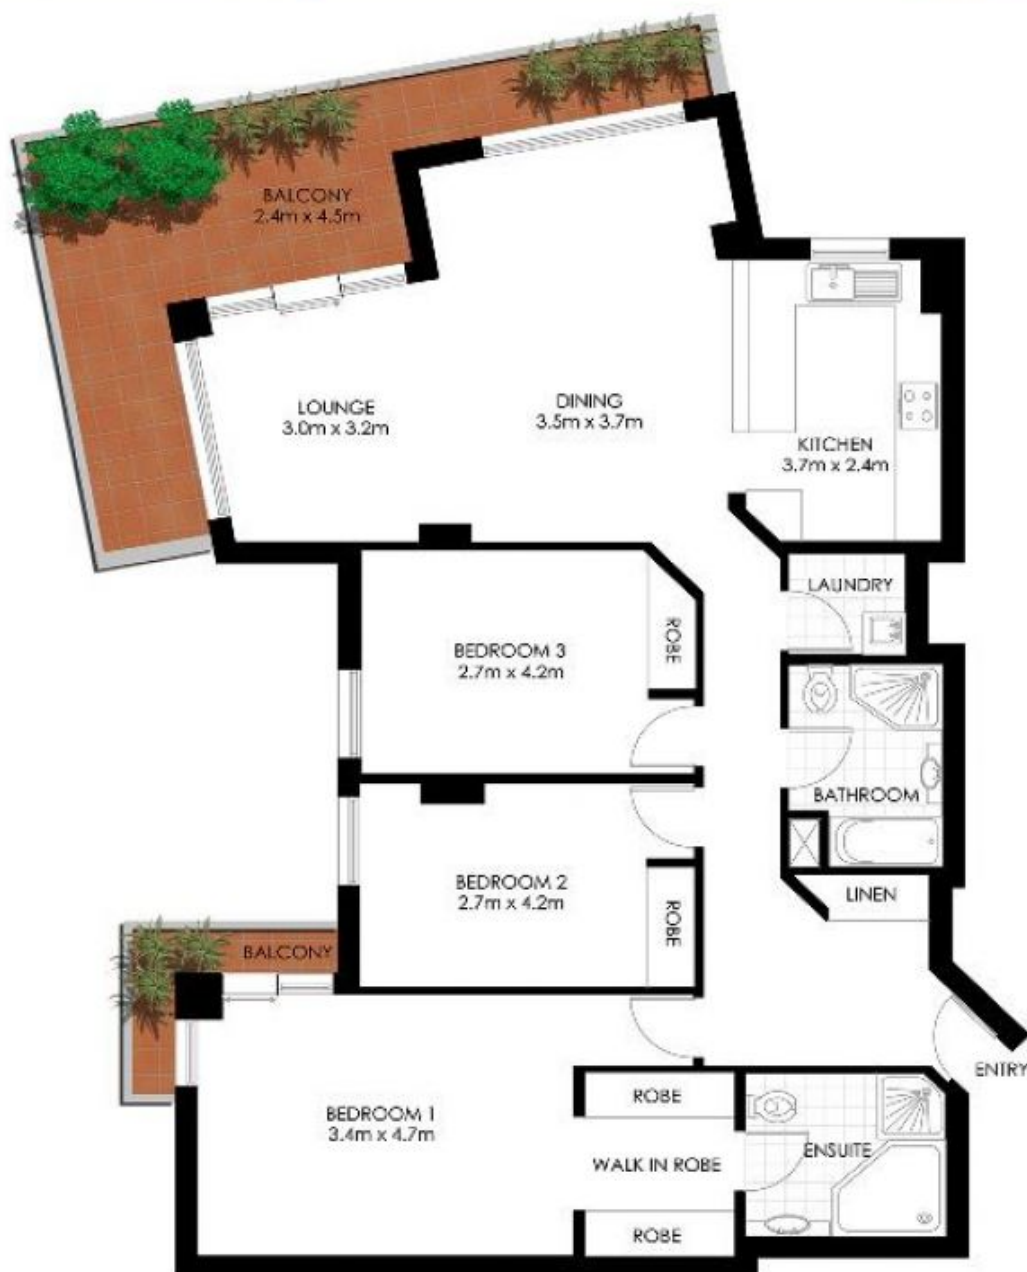 BALCONY
2.4m x 4.5m
LOUNGE
3.0m x 3.2m
DINING
3.5m x 3.7m
KITCHEN
3.7m x 2.4m
LAUNDRY
ROBE
BEDROOM 3
2.7m x 4.2m
BATHROOM
BEDROOM 2
2.7m x 4.2m
ROBE
LINEN
BALCONY
ENTRY
BEDROOM 1
3.4m x 4.7m
ROBE
WALK IN ROBE
ENSUITE
ROBE